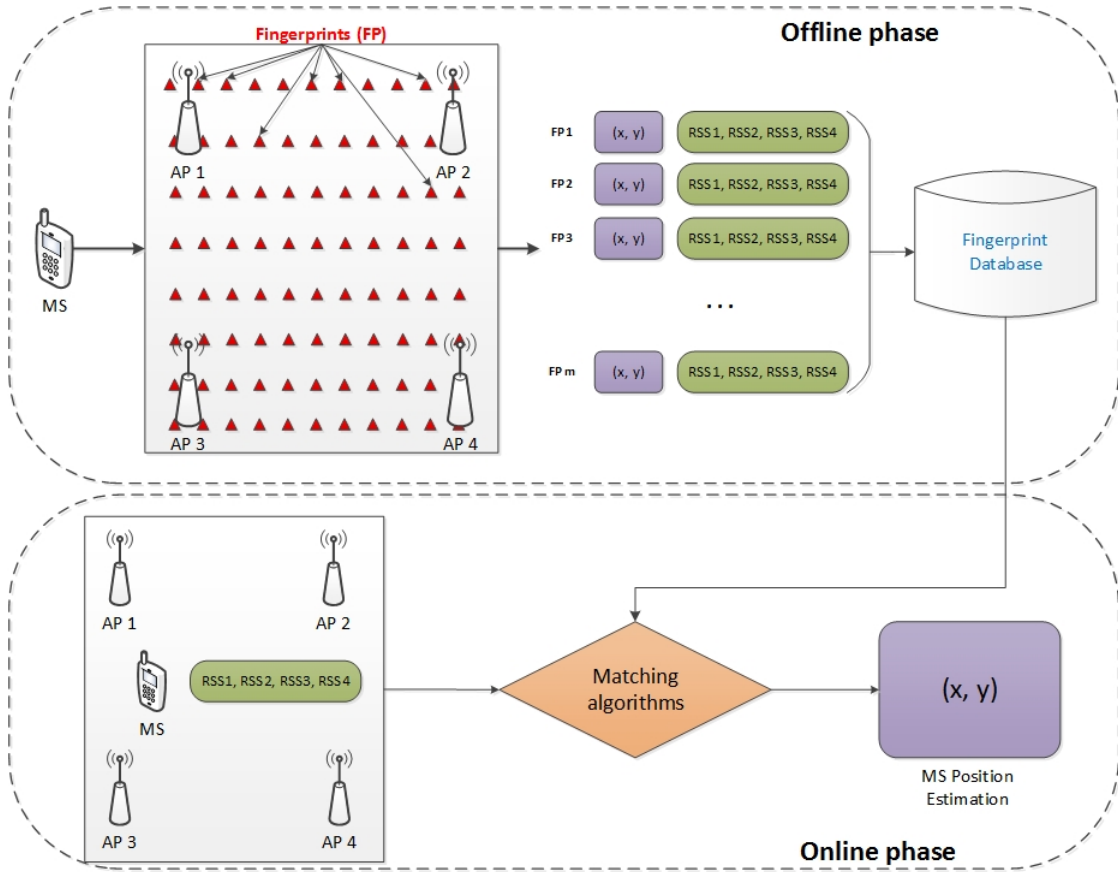 Offline phase
Fingerprints (FP)
AP 1
AP 2
MS
AP 3
AP 4
FP1
(x, y)
RSS1, RSS2, RSS3, RSS4
FP2
(x, y)
RSS1, RSS2, RSS3, RSS4
FP3
(x, y)
RSS1, RSS2, RSS3, RSS4
...
FP m
(x, y)
RSS1, RSS2, RSS3, RSS4
Fingerprint
Database
AP 1
AP 2
MS
RSS1, RSS2, RSS3, RSS4
AP 3
AP 4
Matching
algorithms
(x, y)
MS Position
Estimation
Online phase